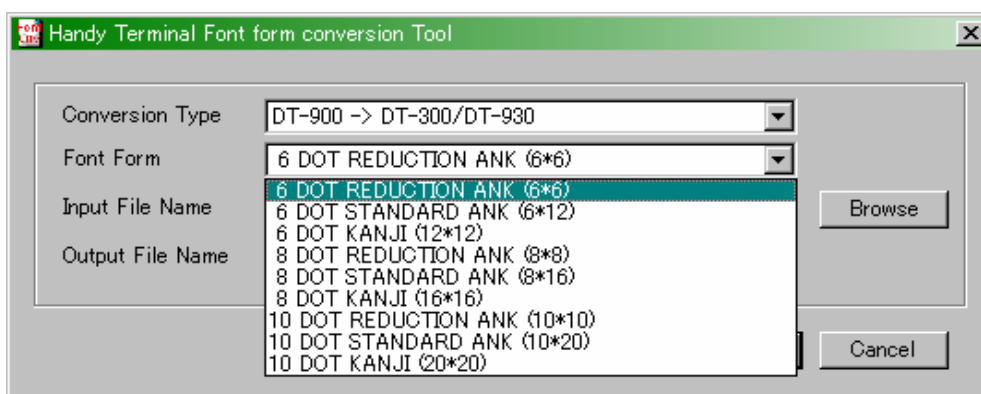 Handy Terminal Font form conversion Tool
Conversion Type DT-900 -> DT-300/DT-930
Font Form 6 DOT REDUCTION ANK (6*6)
6 DOT REDUCTION ANK (6*6)
Input File Name 6 DOT STANDARD ANK (6*12) Browse
6 DOT KANJI (12*12)
Output File Name 8 DOT REDUCTION ANK (8*8)
8 DOT STANDARD ANK (8*16)
8 DOT KANJI (16*16)
10 DOT REDUCTION ANK (10*10)
10 DOT STANDARD ANK (10*20) Cancel
10 DOT KANJI (20*20)